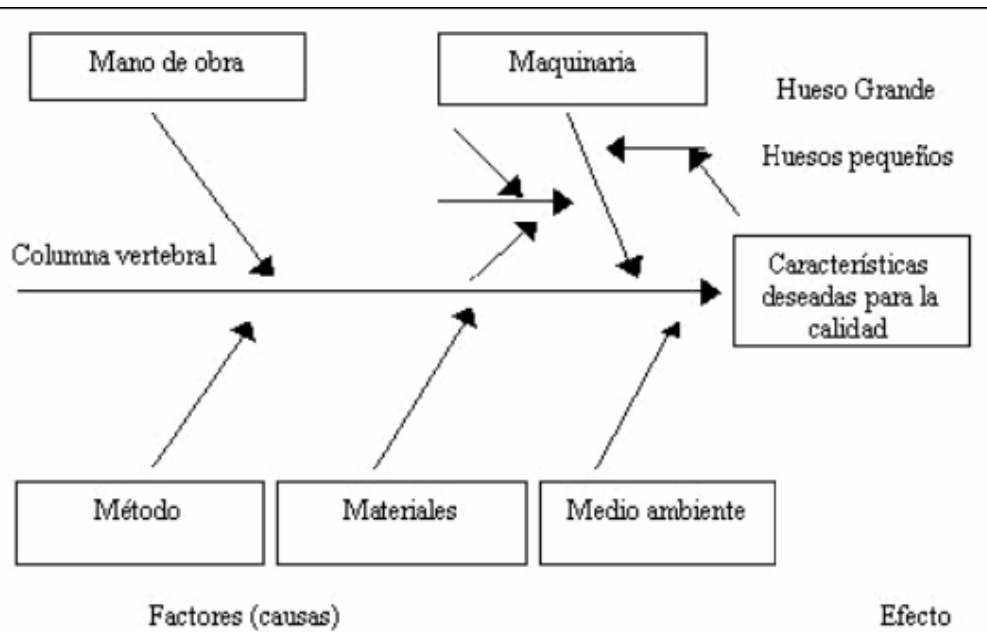 Mano de obra
Maquinaria
Hueso Grande
Huesos pequeños
Columna vertebral
Características
deseadas para la
calidad
Método
Materiales
Medio ambiente
Factores (causas)
Efecto